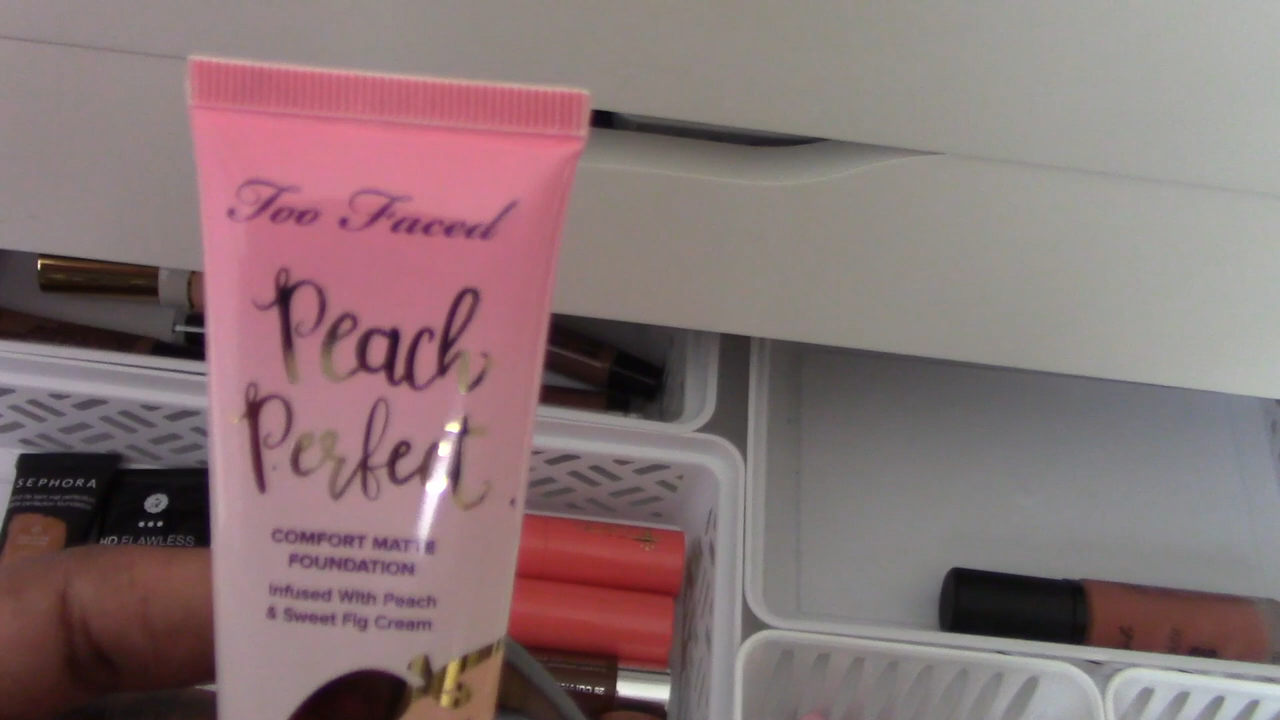 Too Faced
Peach
Perfect
COMFORT MATTE
FOUNDATION
Infused With Peach
& Sweet Fig Cream
SEPHORA
HD FLAWLESS